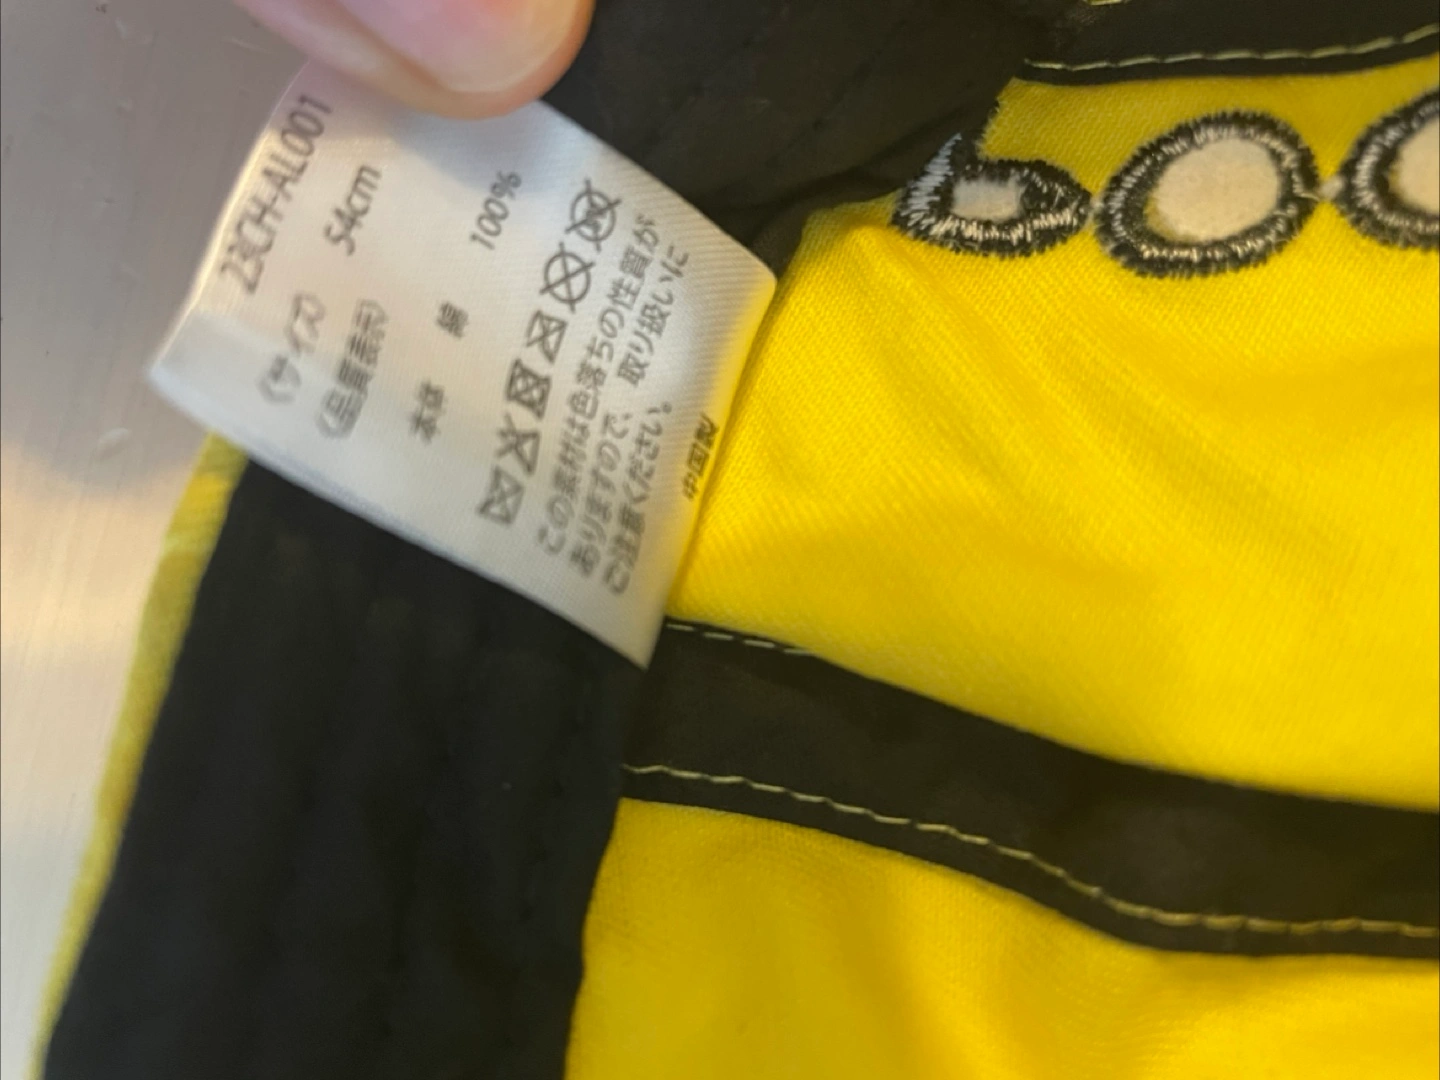 23CH-AL001
《サイズ》 54cm
《品質表示》
本体 綿 100%
この素材は色落ちの性質が
ありますので、 取り扱いに
ご注意ください。
中国製